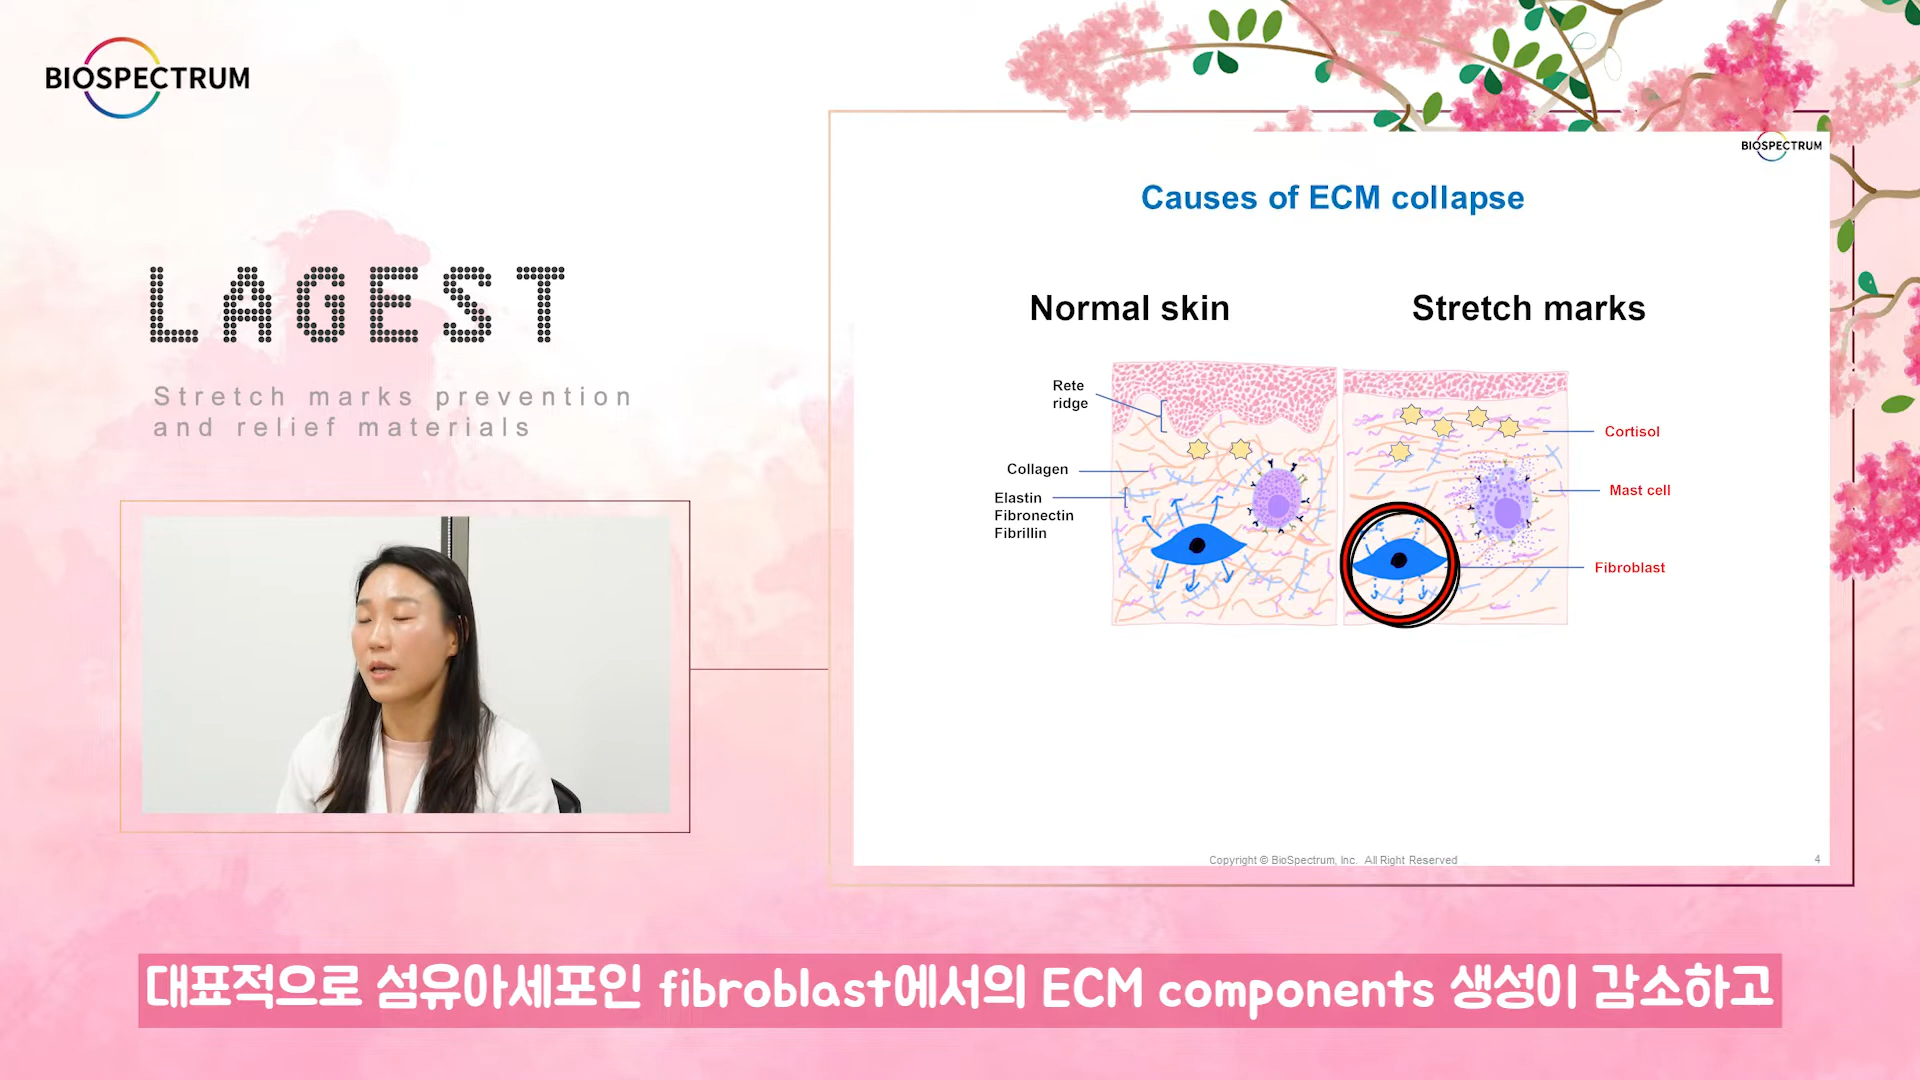 BIOSPECTRUM
LAGEST
Stretch marks prevention
and relief materials
BIOSPECTRUM
Causes of ECM collapse
Normal skin
Stretch marks
Rete
ridge
Collagen
Elastin
Fibronectin
Fibrillin
Cortisol
Mast cell
Fibroblast
Copyright © BioSpectrum, Inc. All Right Reserved
4
대표적으로 섬유아세포인 fibroblast에서의 ECM components 생성이 감소하고